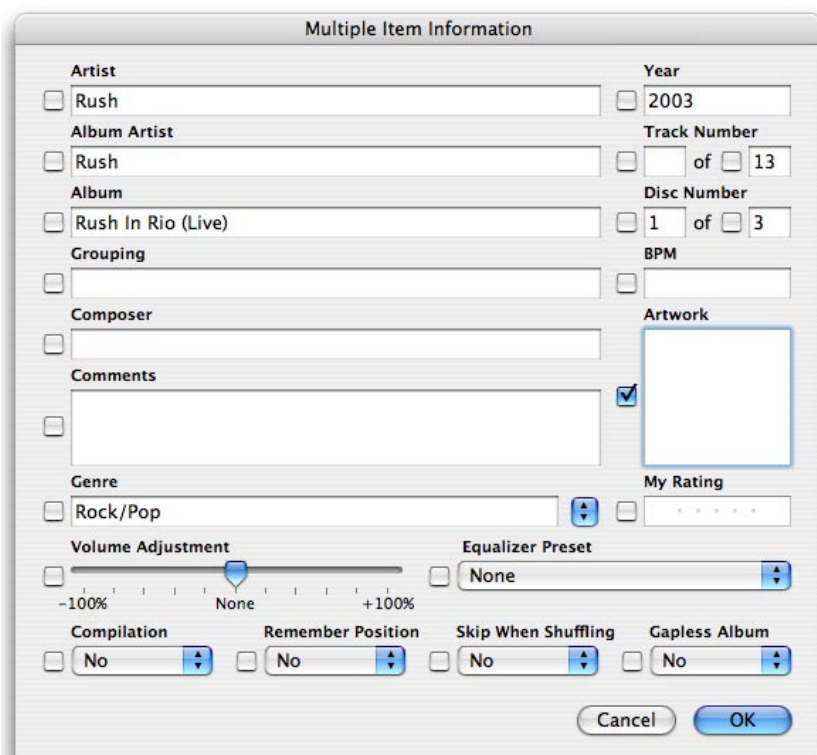 Multiple Item Information
Artist Year
Rush 2003
Album Artist Track Number
Rush of 13
Album Disc Number
Rush In Rio (Live) 1 of 3
Grouping BPM
Composer Artwork
Comments
Genre My Rating
Rock/Pop
Volume Adjustment Equalizer Preset
None
-100% None +100%
Compilation Remember Position Skip When Shuffling Gapless Album
No No No No
Cancel OK